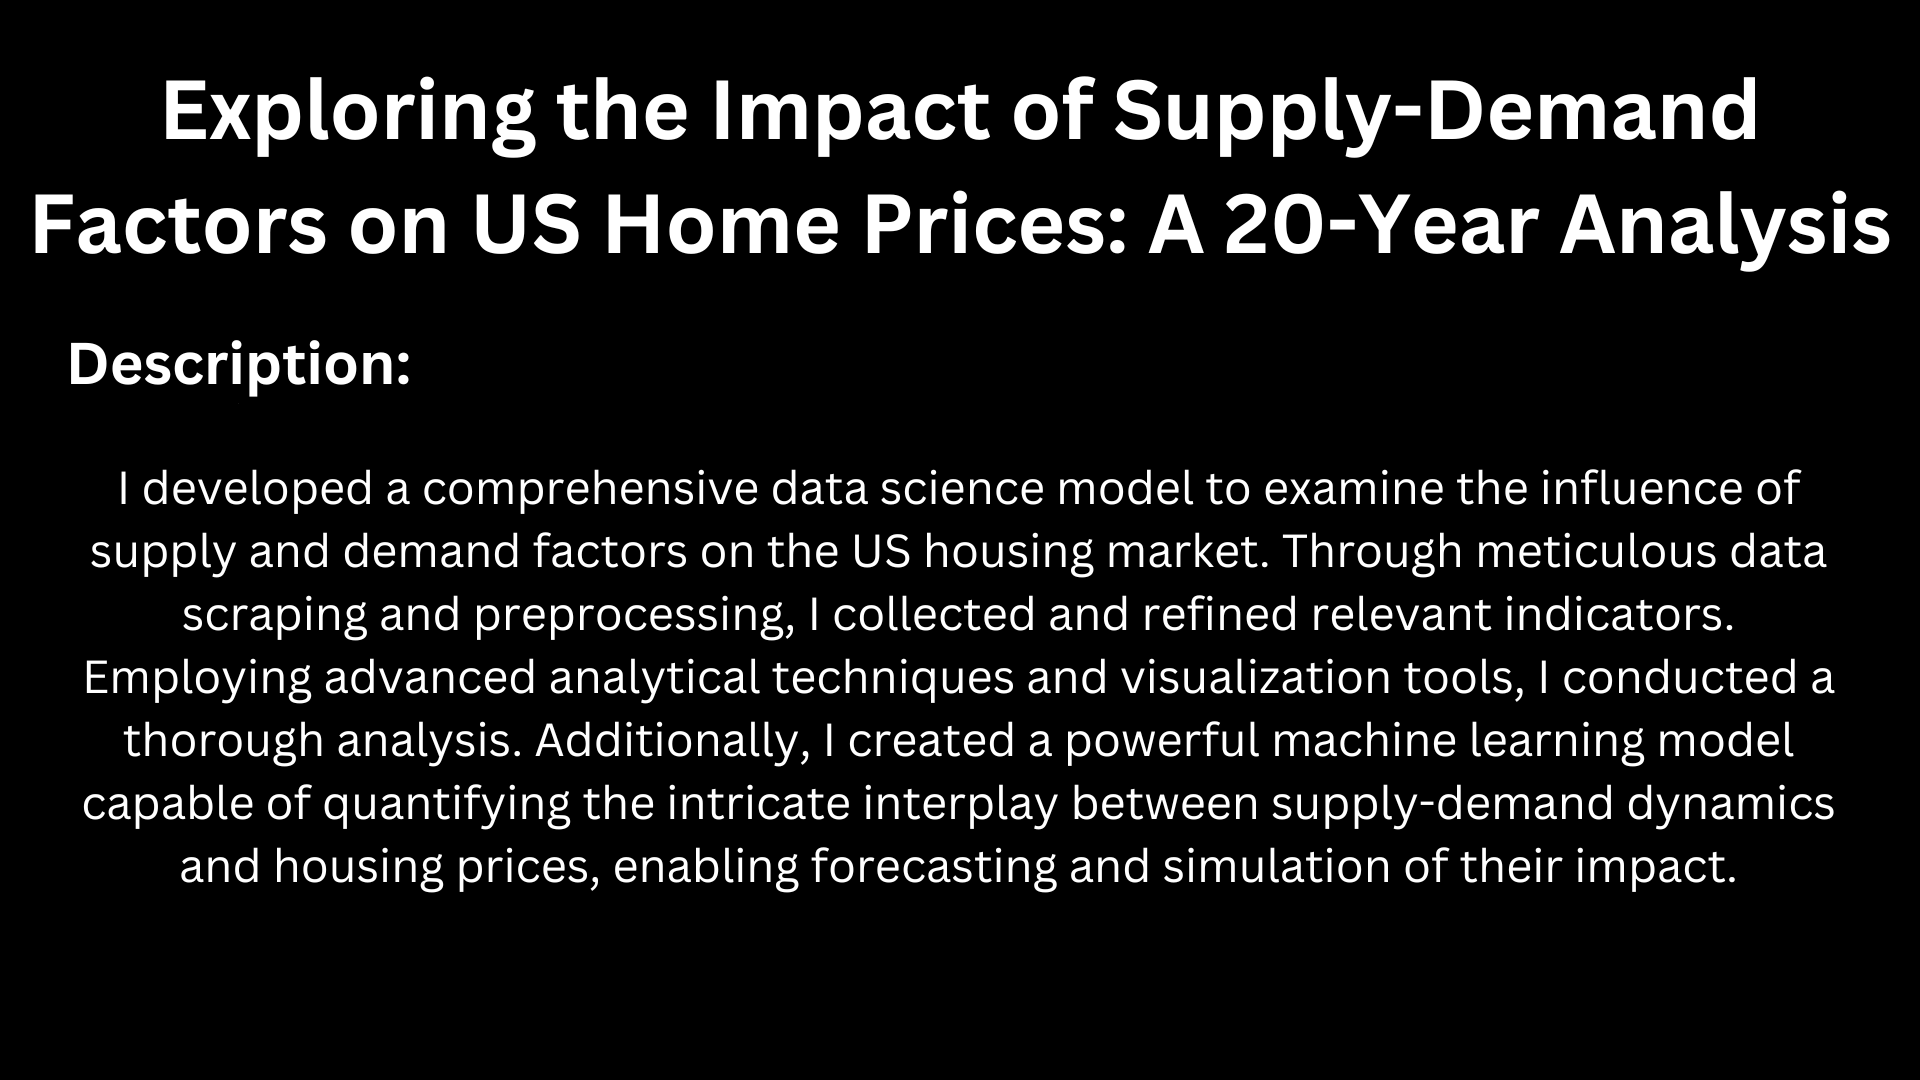 Exploring the Impact of Supply-Demand
Factors on US Home Prices: A 20-Year Analysis
Description:
I developed a comprehensive data science model to examine the influence of
supply and demand factors on the US housing market. Through meticulous data
scraping and preprocessing, I collected and refined relevant indicators.
Employing advanced analytical techniques and visualization tools, I conducted a
thorough analysis. Additionally, I created a powerful machine learning model
capable of quantifying the intricate interplay between supply-demand dynamics
and housing prices, enabling forecasting and simulation of their impact.